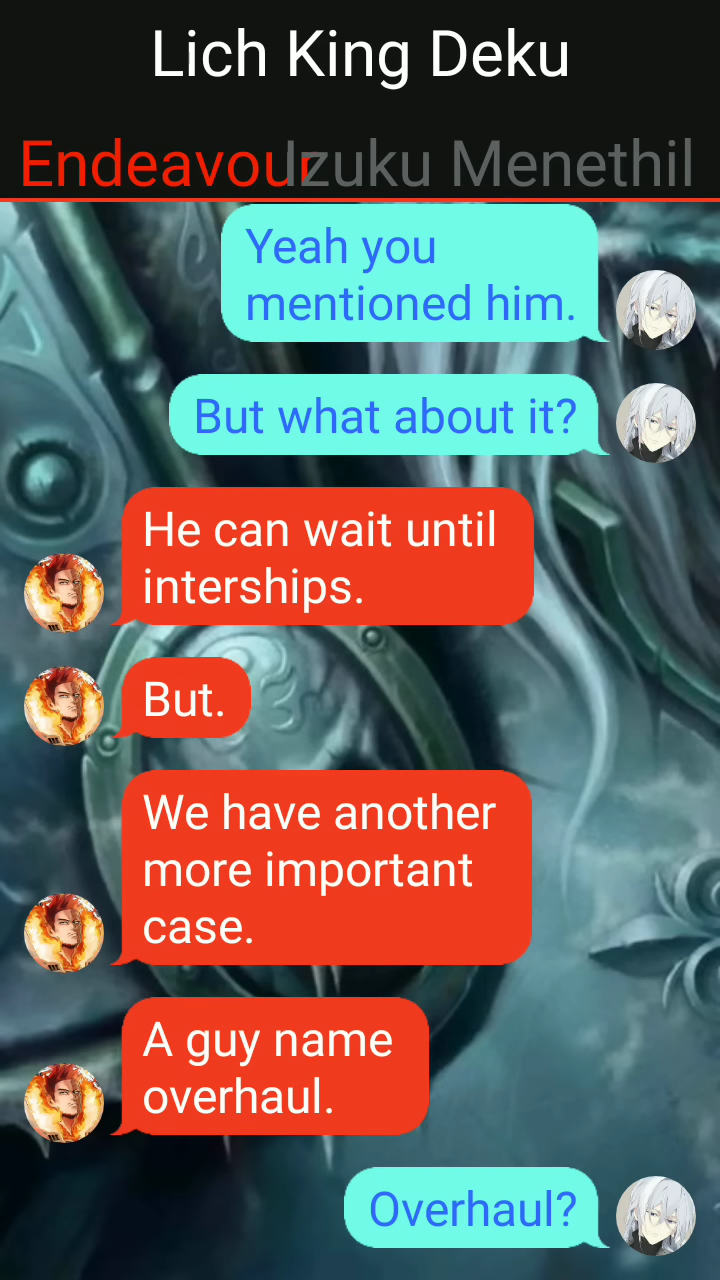 Lich King Deku
Endeavour Izuku Menethil
Yeah you
mentioned him.
But what about it?
He can wait until
interships.
But.
We have another
more important
case.
A guy name
overhaul.
Overhaul?